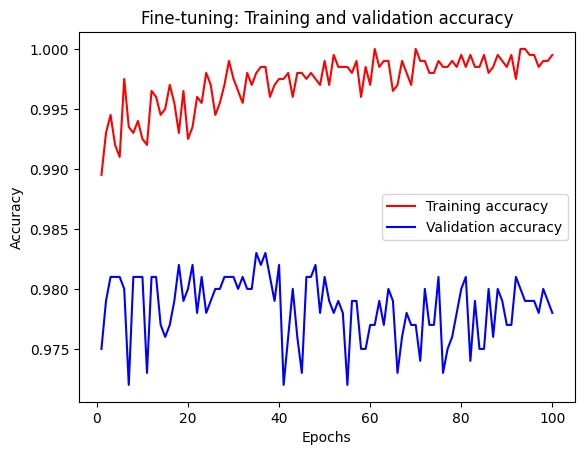 Fine-tuning: Training and validation accuracy
1.000
0.995
0.990
0.985
0.980
0.975
Accuracy
Training accuracy
Validation accuracy
0
20
40
60
80
100
Epochs